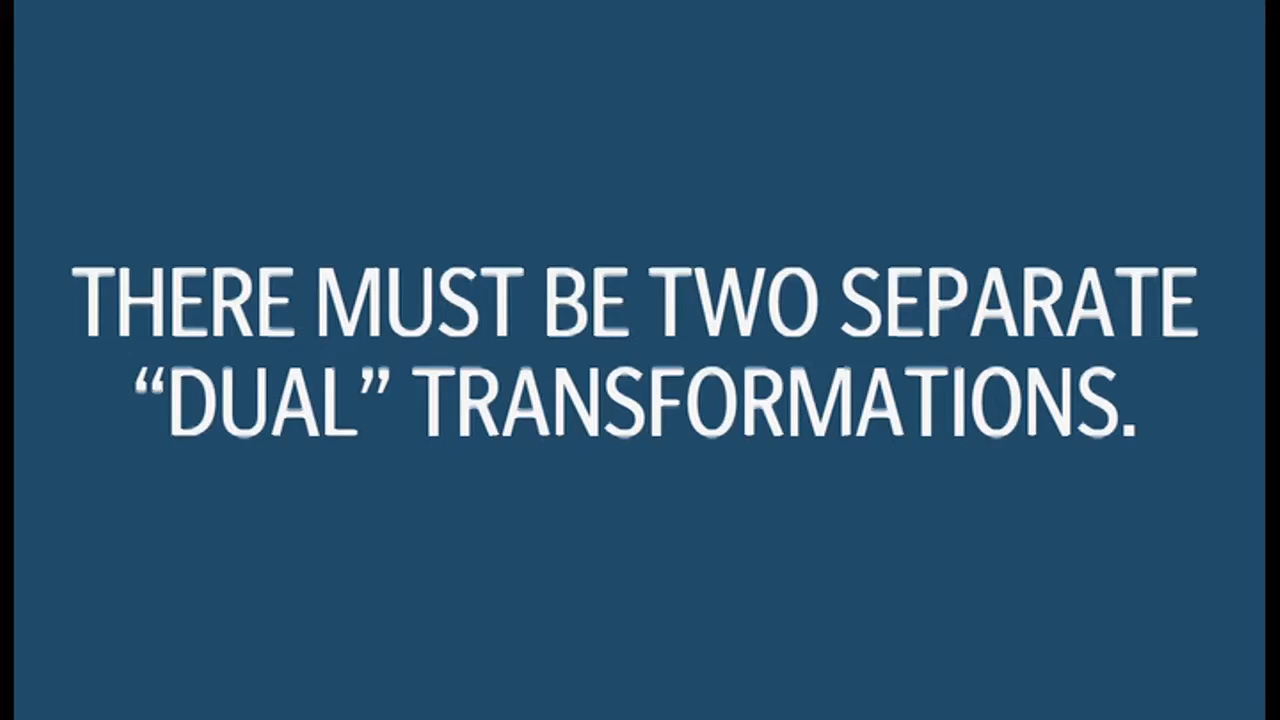 THERE MUST BE TWO SEPARATE
“DUAL” TRANSFORMATIONS.